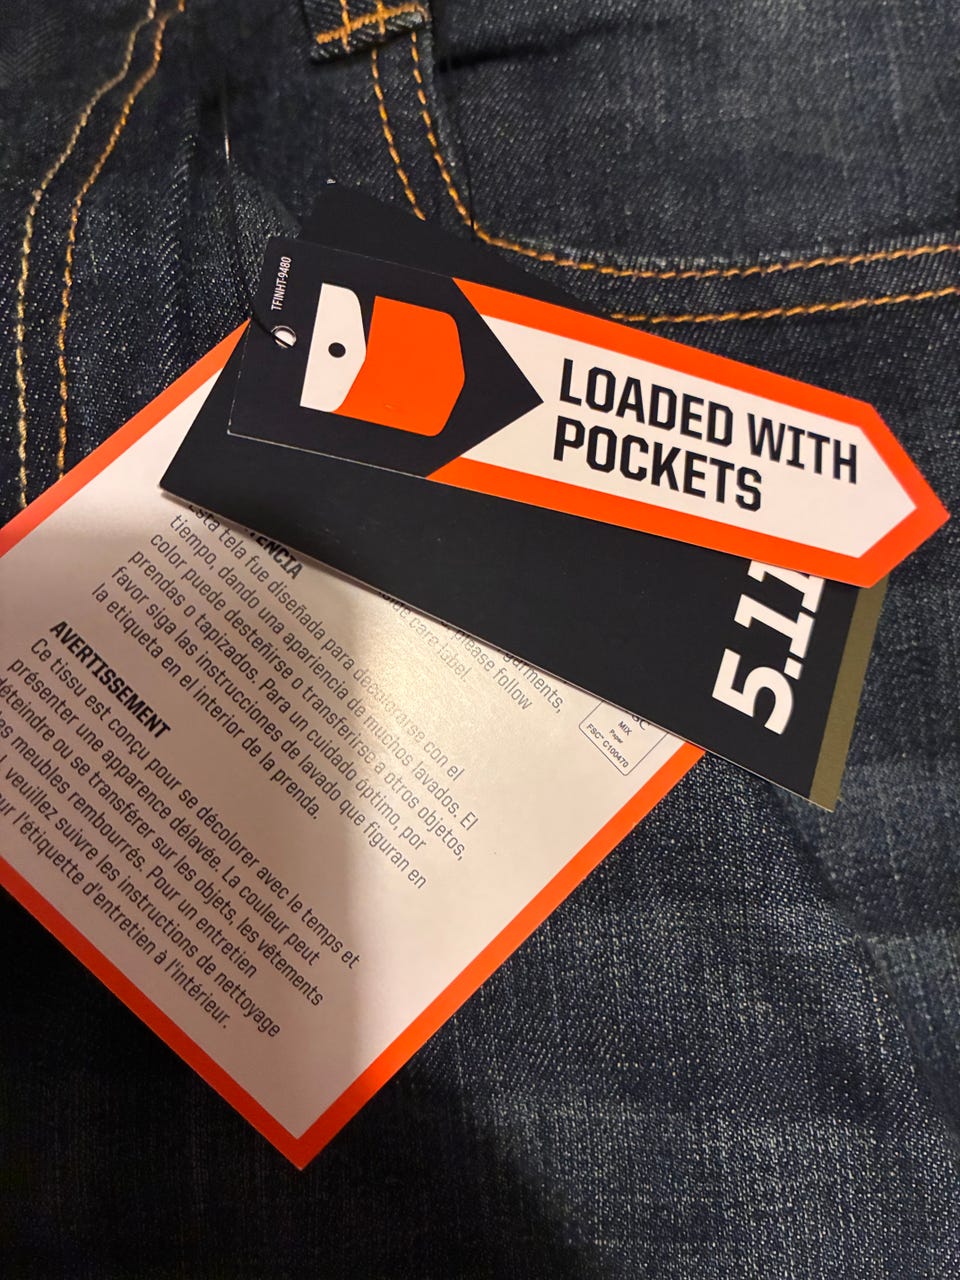 TFINHT-9480
LOADED WITH
POCKETS
5.11
garments,
please follow
care label.
Esta tela fue diseñada para decolorarse con el
tiempo, dando una apariencia de muchos lavados. El
color puede desteñirse o transferirse a otros objetos,
prendas o tapizados. Para un cuidado óptimo, por
favor siga las instrucciones de lavado que figuran en
la etiqueta en el interior de la prenda.
AVERTISSEMENT
Ce tissu est conçu pour se décolorer avec le temps et
présenter une apparence délavée. La couleur peut
déteindre ou se transférer sur les objets, les vêtements
les meubles rembourrés. Pour un entretien
veuillez suivre les instructions de nettoyage
sur l'étiquette d'entretien à l'intérieur.
MIX
Paper
FSC™ C100470